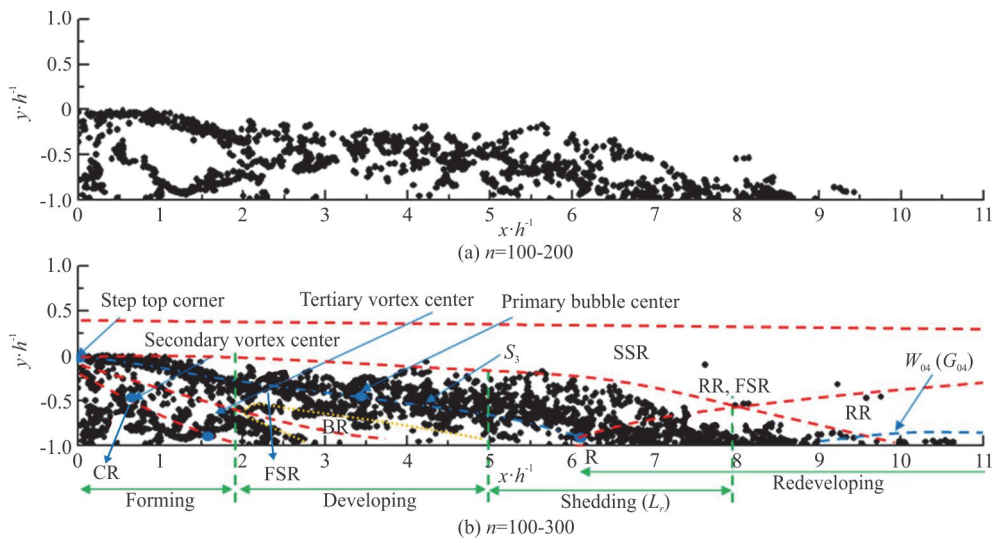 1.0
0.5
0
-0.5
-1.0
y·h⁻¹
0 1 2 3 4 5 6 7 8 9 10 11
x·h⁻¹
(a) n=100-200
1.0
0.5
0
-0.5
-1.0
y·h⁻¹
Step top corner
Tertiary vortex center
Primary bubble center
Secondary vortex center
S₃
SSR
W₀₄ (G₀₄)
RR, FSR
RR
BR
CR
FSR
R
0 1 2 3 4 5 6 7 8 9 10 11
x·h⁻¹
Forming
Developing
Shedding (Lᵣ)
Redeveloping
(b) n=100-300